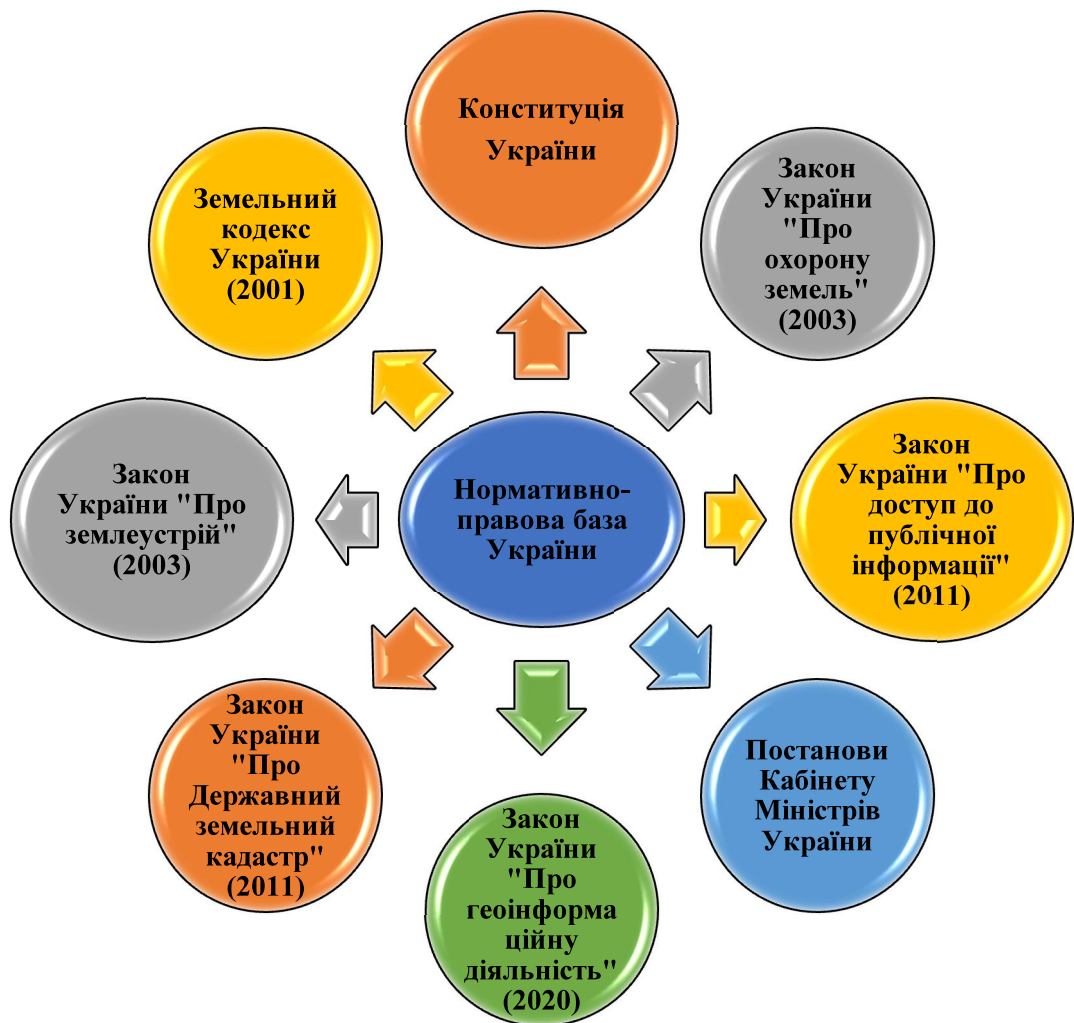 Конституція
України
Закон
України
"Про
охорону
земель"
(2003)
Закон
України "Про
доступ до
публічної
інформації"
(2011)
Постанови
Кабінету
Міністрів
України
Закон
України
"Про
геоінформа
ційну
діяльність"
(2020)
Закон
України
"Про
Державний
земельний
кадастр"
(2011)
Закон
України "Про
землеустрій"
(2003)
Земельний
кодекс
України
(2001)
Нормативно-
правова база
України